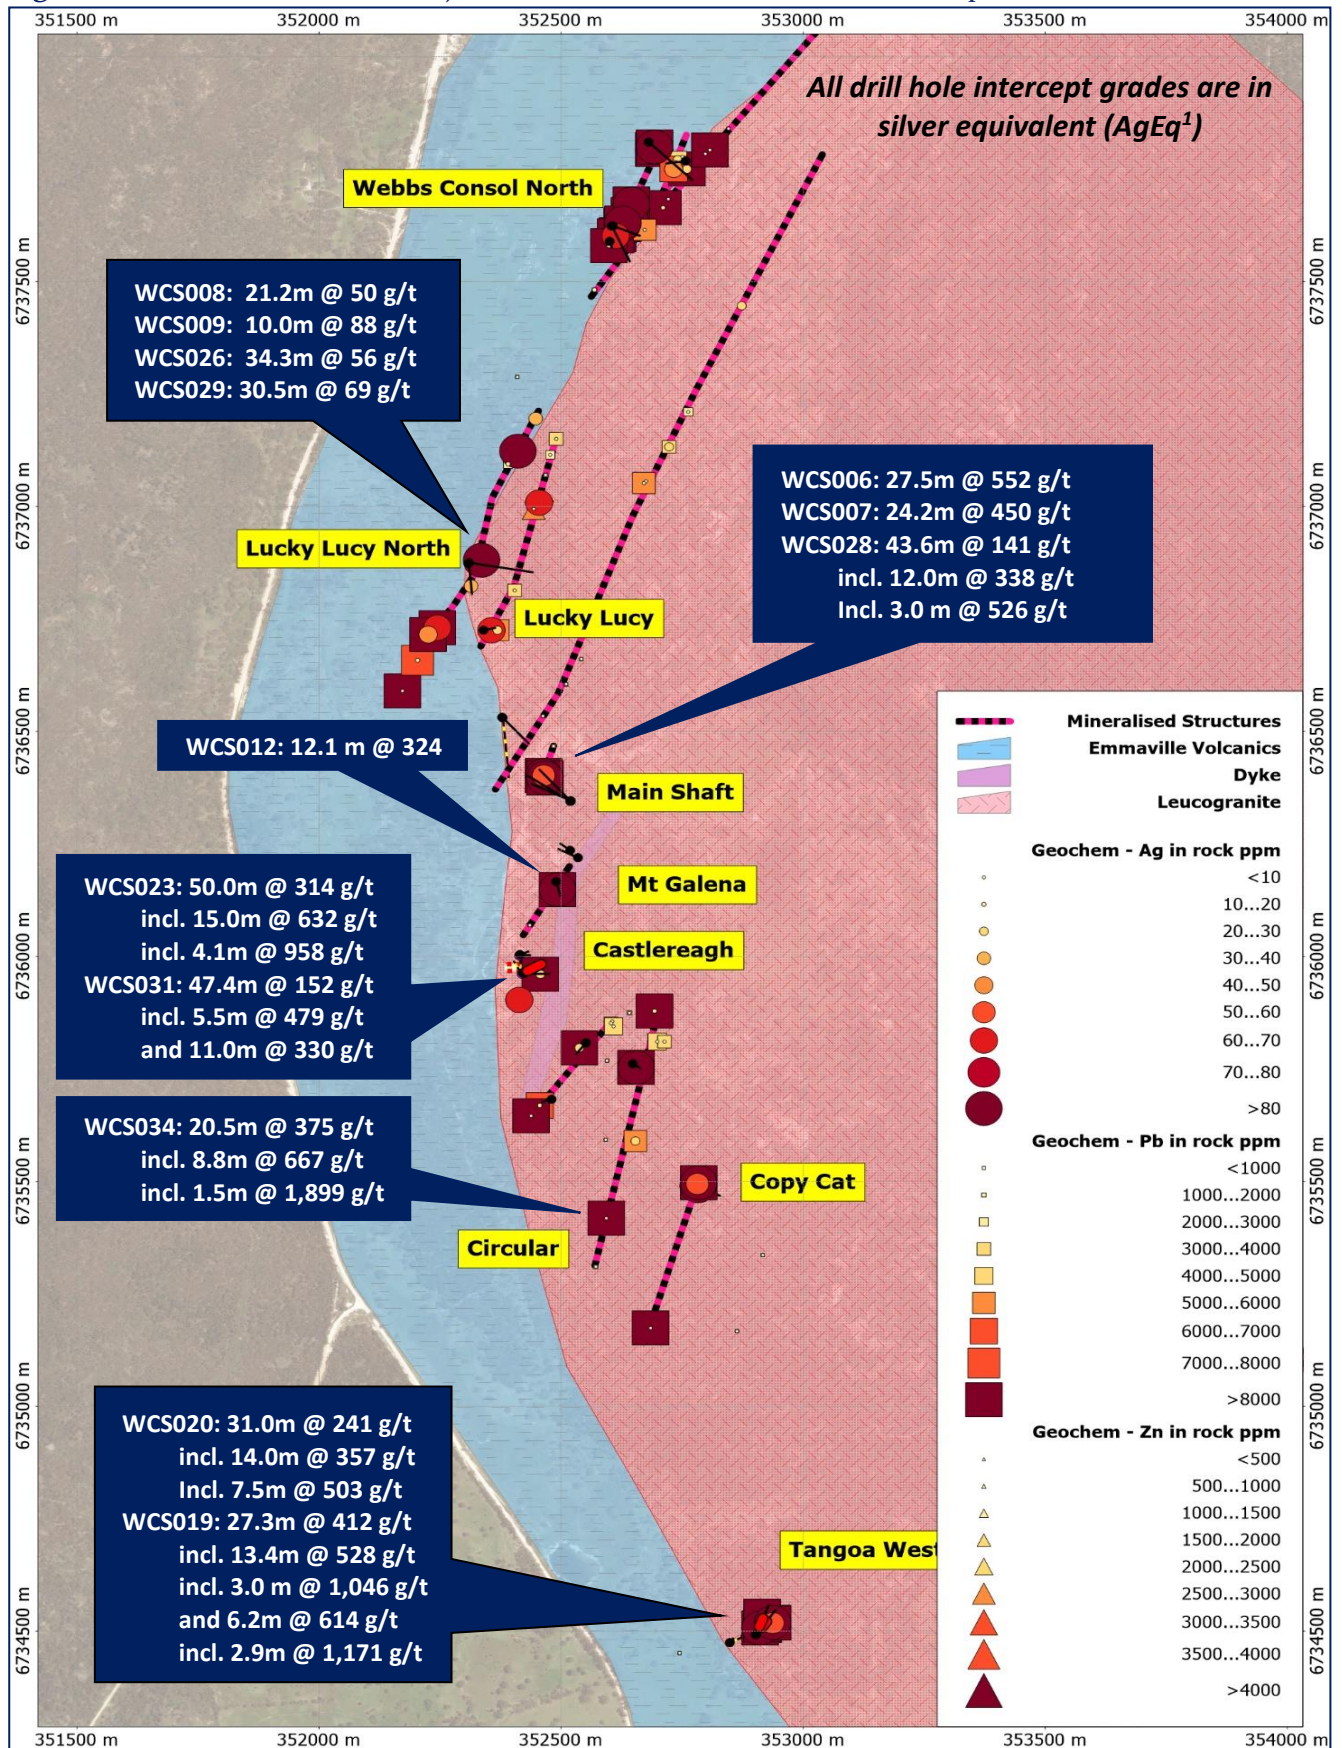 351500 m 352000 m 352500 m 353000 m 353500 m 354000 m
All drill hole intercept grades are in
silver equivalent (AgEq1)
Webbs Consol North
6737500 m
6737500 m
WCS008: 21.2m @ 50 g/t
WCS009: 10.0m @ 88 g/t
WCS026: 34.3m @ 56 g/t
WCS029: 30.5m @ 69 g/t
WCS006: 27.5m @ 552 g/t
WCS007: 24.2m @ 450 g/t
WCS028: 43.6m @ 141 g/t
incl. 12.0m @ 338 g/t
Incl. 3.0 m @ 526 g/t
6737000 m
6737000 m
Lucky Lucy North
Lucky Lucy
6736500 m
6736500 m
WCS012: 12.1 m @ 324
Main Shaft
Mt Galena
WCS023: 50.0m @ 314 g/t
incl. 15.0m @ 632 g/t
incl. 4.1m @ 958 g/t
WCS031: 47.4m @ 152 g/t
incl. 5.5m @ 479 g/t
and 11.0m @ 330 g/t
Castlereagh
6736000 m
6736000 m
WCS034: 20.5m @ 375 g/t
incl. 8.8m @ 667 g/t
incl. 1.5m @ 1,899 g/t
6735500 m
6735500 m
Copy Cat
Circular
6735000 m
6735000 m
WCS020: 31.0m @ 241 g/t
incl. 14.0m @ 357 g/t
Incl. 7.5m @ 503 g/t
WCS019: 27.3m @ 412 g/t
incl. 13.4m @ 528 g/t
incl. 3.0 m @ 1,046 g/t
and 6.2m @ 614 g/t
incl. 2.9m @ 1,171 g/t
Tangoa West
6734500 m
6734500 m
Mineralised Structures
Emmaville Volcanics
Dyke
Leucogranite
Geochem - Ag in rock ppm
<10
10...20
20...30
30...40
40...50
50...60
60...70
70...80
>80
Geochem - Pb in rock ppm
<1000
1000...2000
2000...3000
3000...4000
4000...5000
5000...6000
6000...7000
7000...8000
>8000
Geochem - Zn in rock ppm
<500
500...1000
1000...1500
1500...2000
2000...2500
2500...3000
3000...3500
3500...4000
>4000
351500 m 352000 m 352500 m 353000 m 353500 m 354000 m